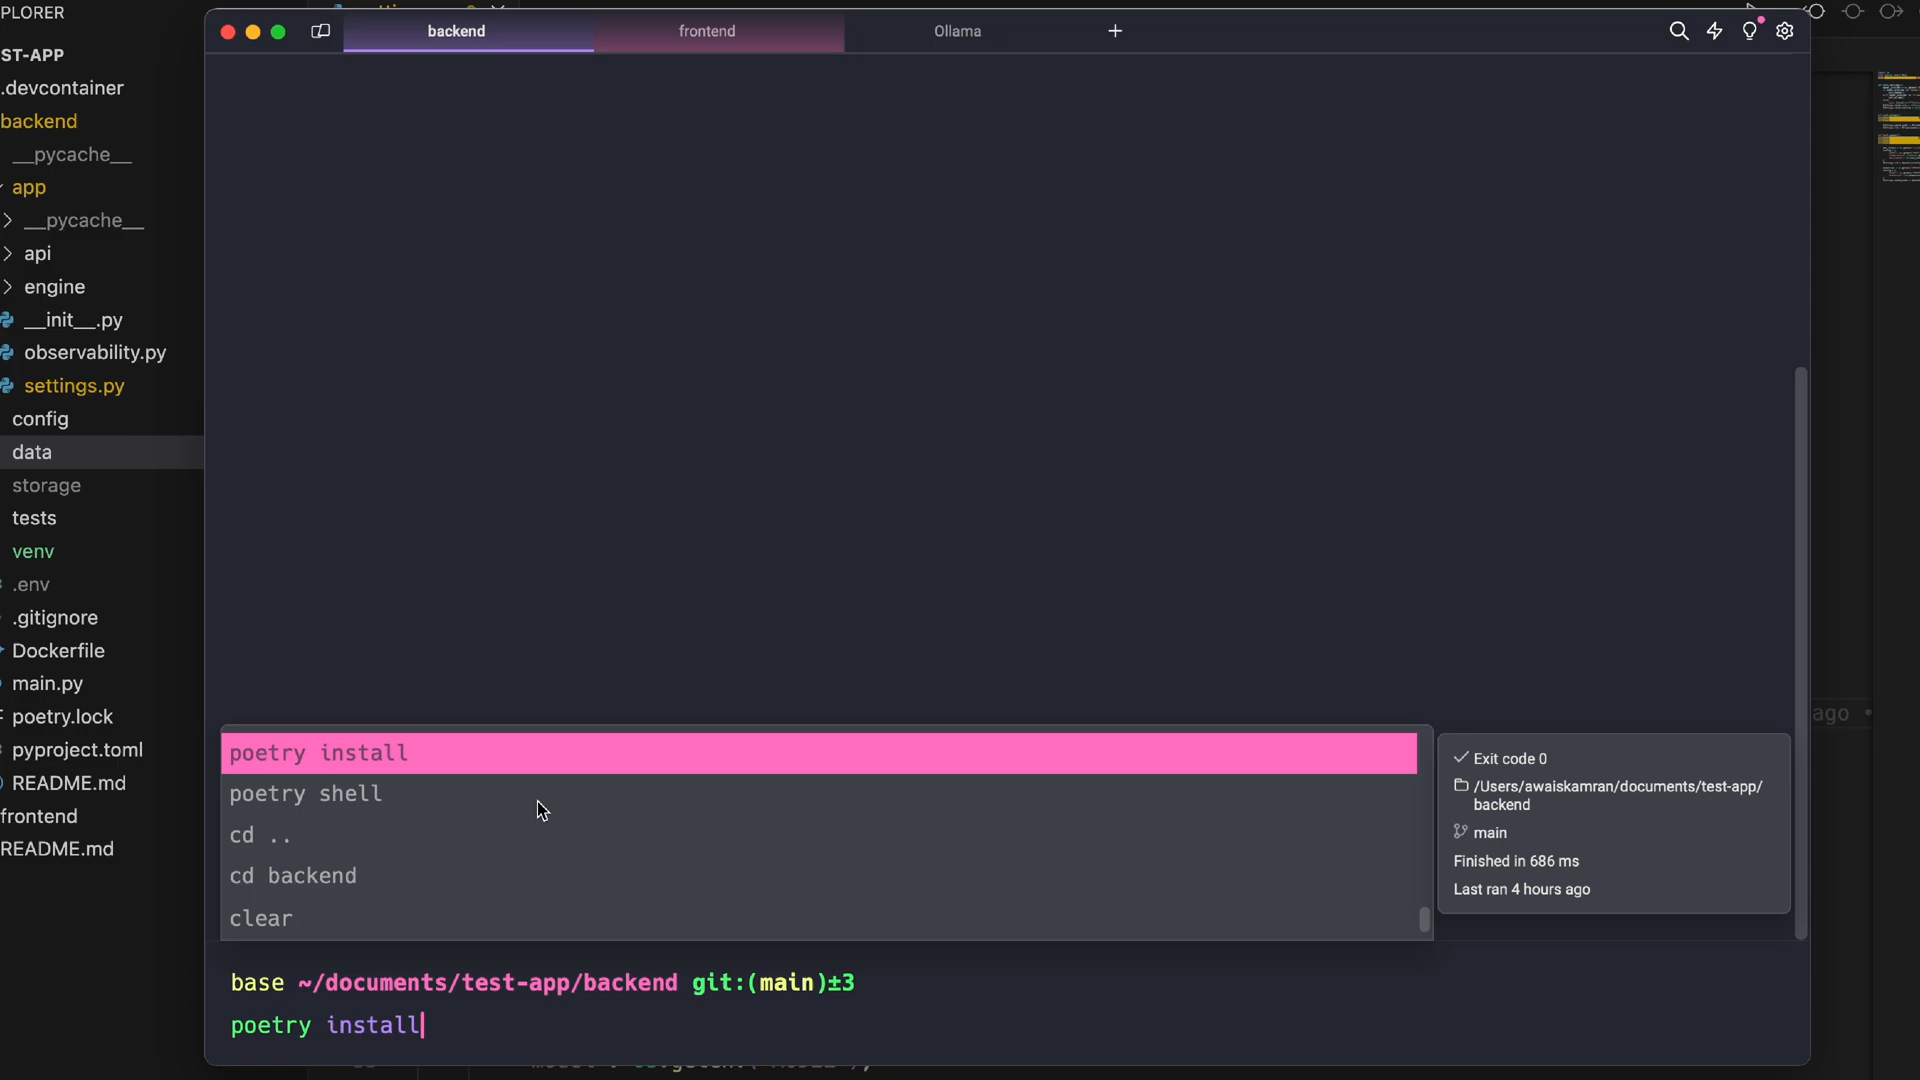 PLORER
ST-APP
.devcontainer
backend
__pycache__
app
__pycache__
api
engine
__init__.py
observability.py
settings.py
config
data
storage
tests
venv
.env
.gitignore
Dockerfile
main.py
poetry.lock
pyproject.toml
README.md
frontend
README.md
backend
frontend
Ollama
poetry install
poetry shell
cd ..
cd backend
clear
Exit code 0
/Users/awaiskamran/documents/test-app/
backend
main
Finished in 686 ms
Last ran 4 hours ago
ago •
base ~/documents/test-app/backend git:(main)±3
poetry install